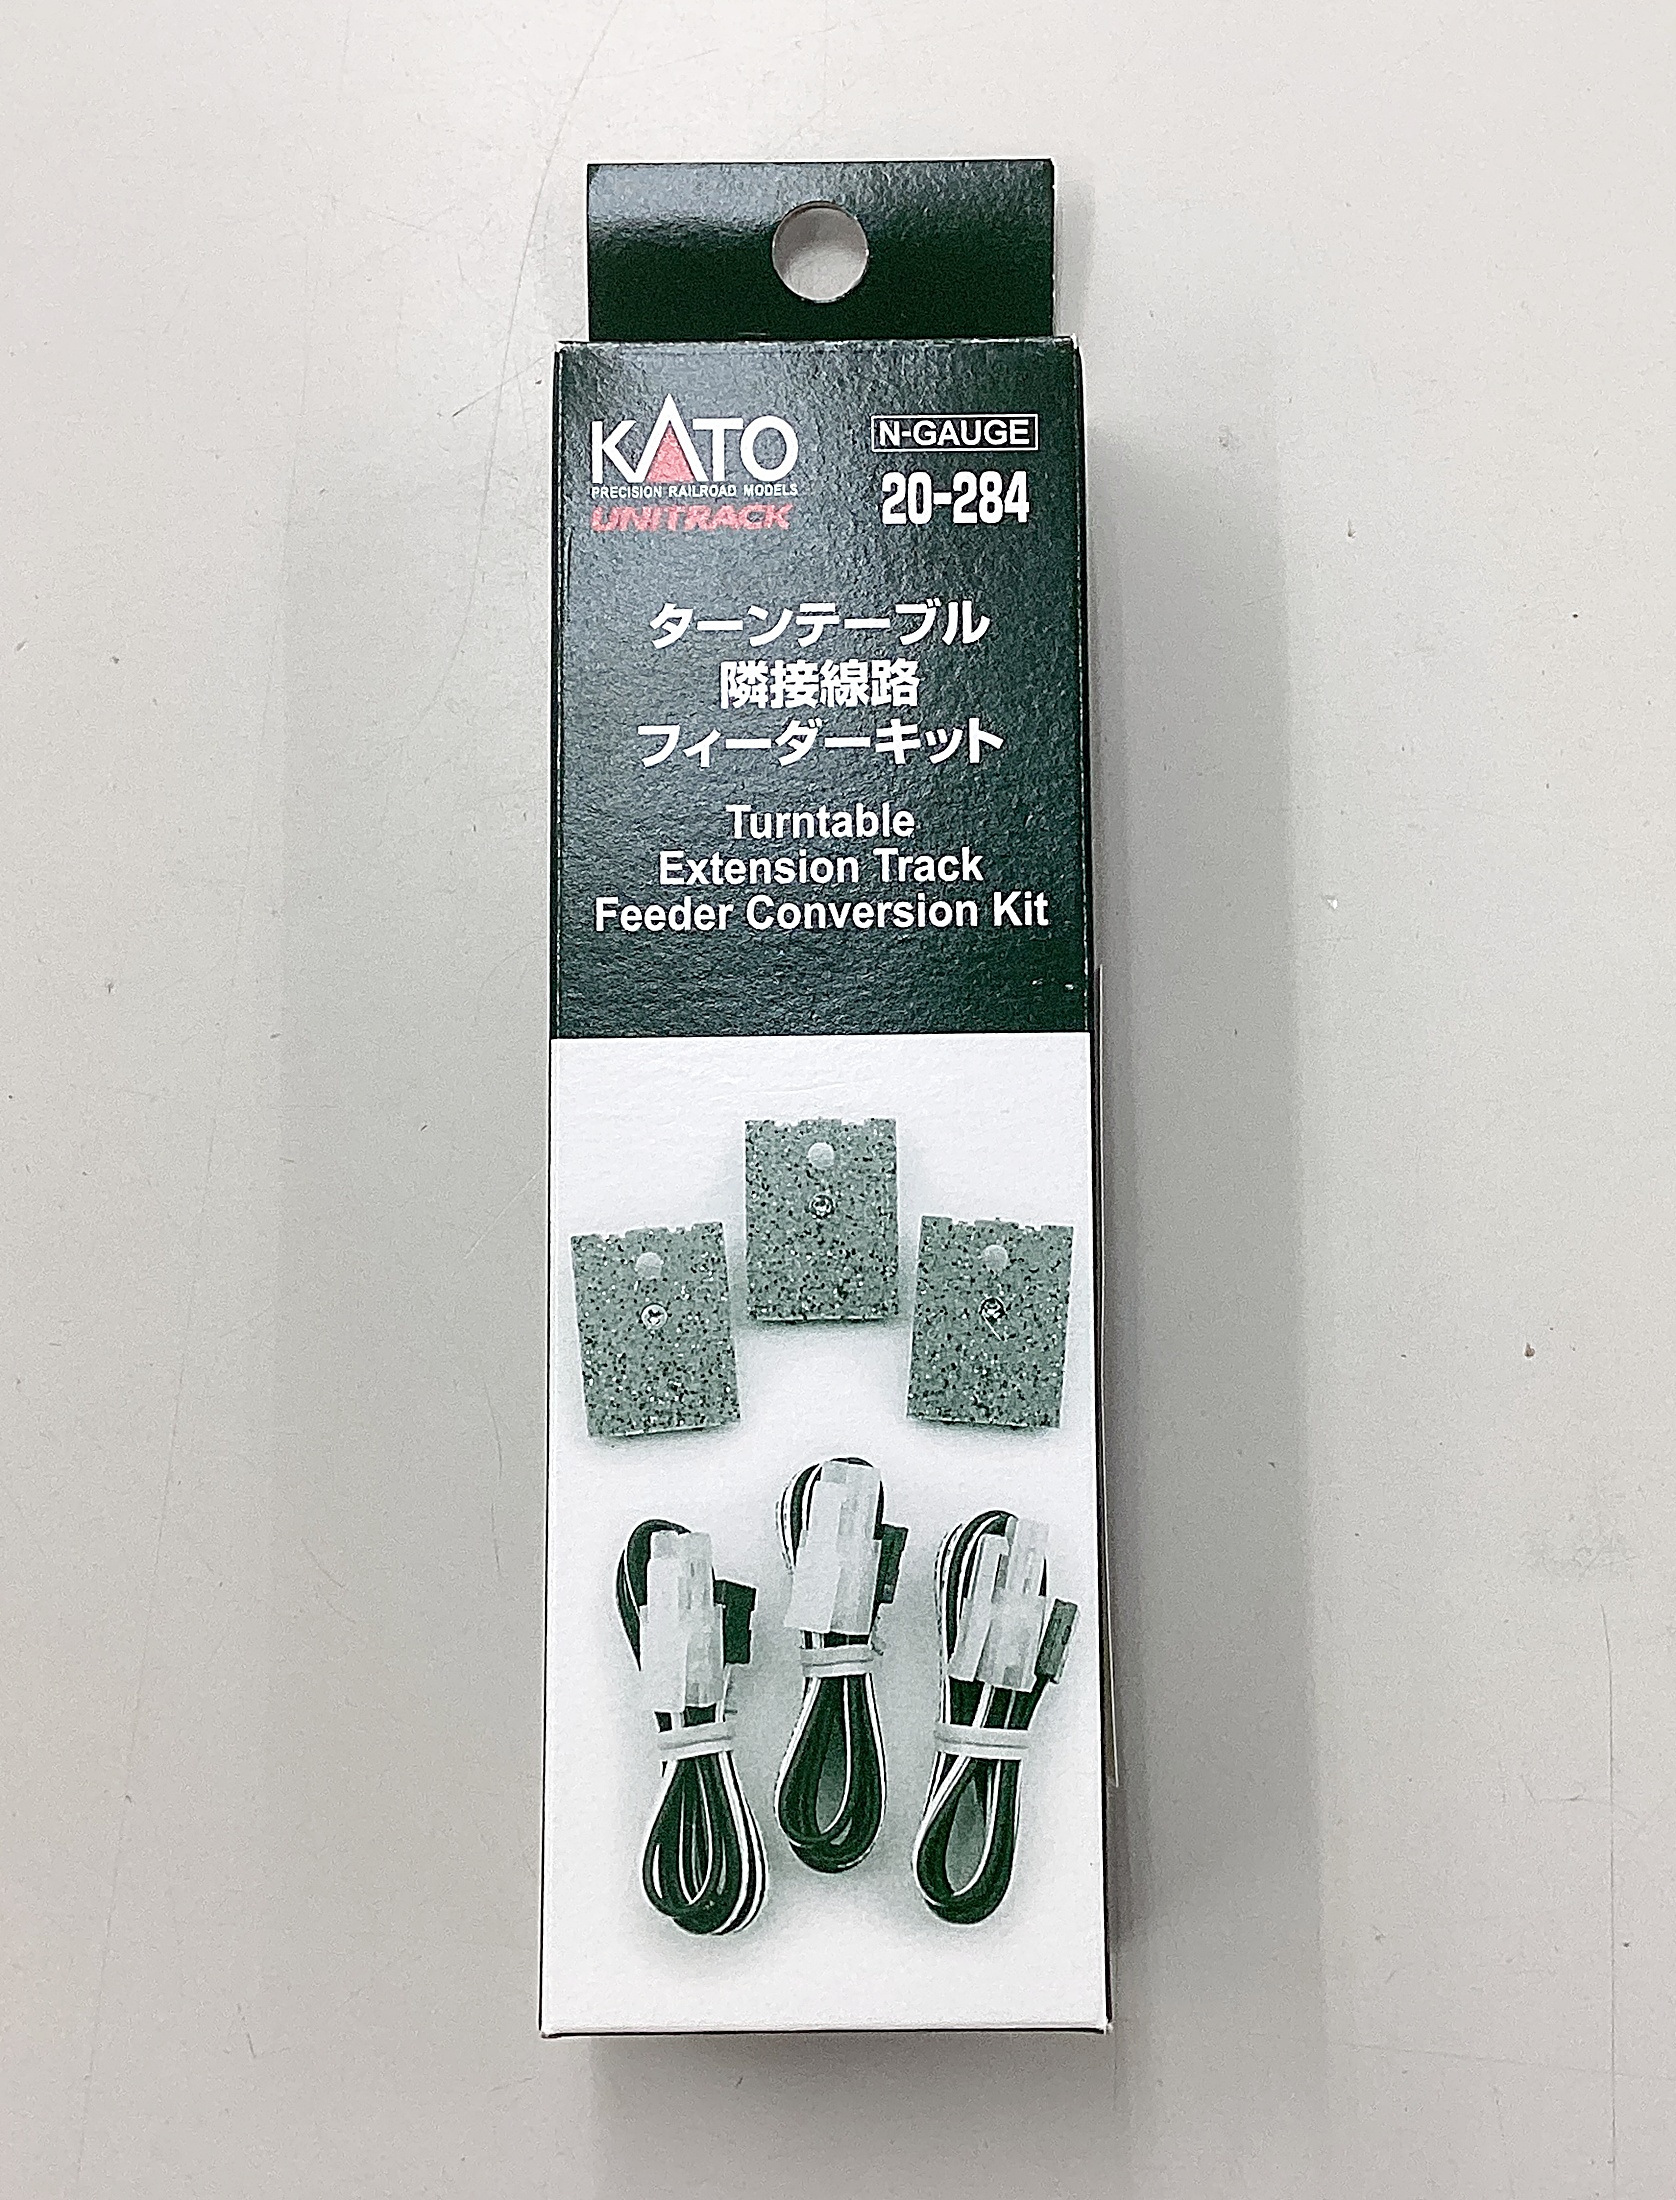 KATO
PRECISION RAILROAD MODELS
UNITRACK
N-GAUGE
20-284
ターンテーブル
隣接線路
フィーダーキット
Turntable
Extension Track
Feeder Conversion Kit